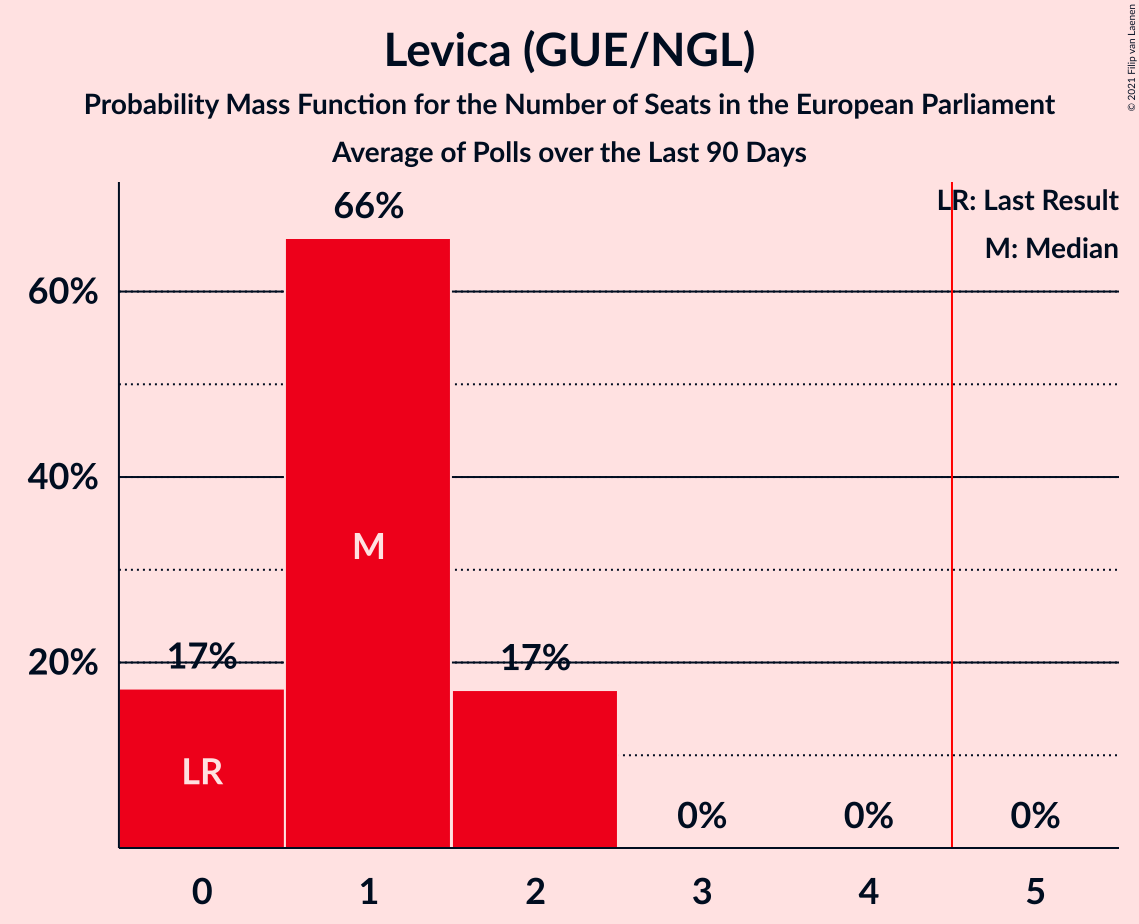 Levica (GUE/NGL)
Probability Mass Function for the Number of Seats in the European Parliament
Average of Polls over the Last 90 Days
© 2021 Filip van Laenen
LR: Last Result
M: Median
66%
60%
40%
M
17%
17%
20%
LR
0%
0%
0%
0
1
2
3
4
5